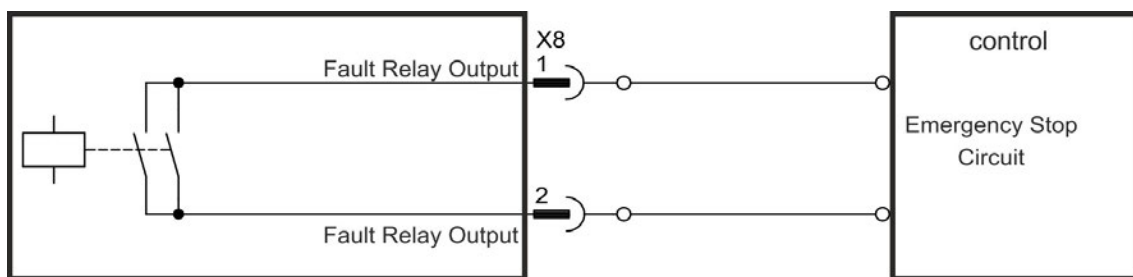 X8
control
Fault Relay Output
1
Emergency Stop
Circuit
2
Fault Relay Output